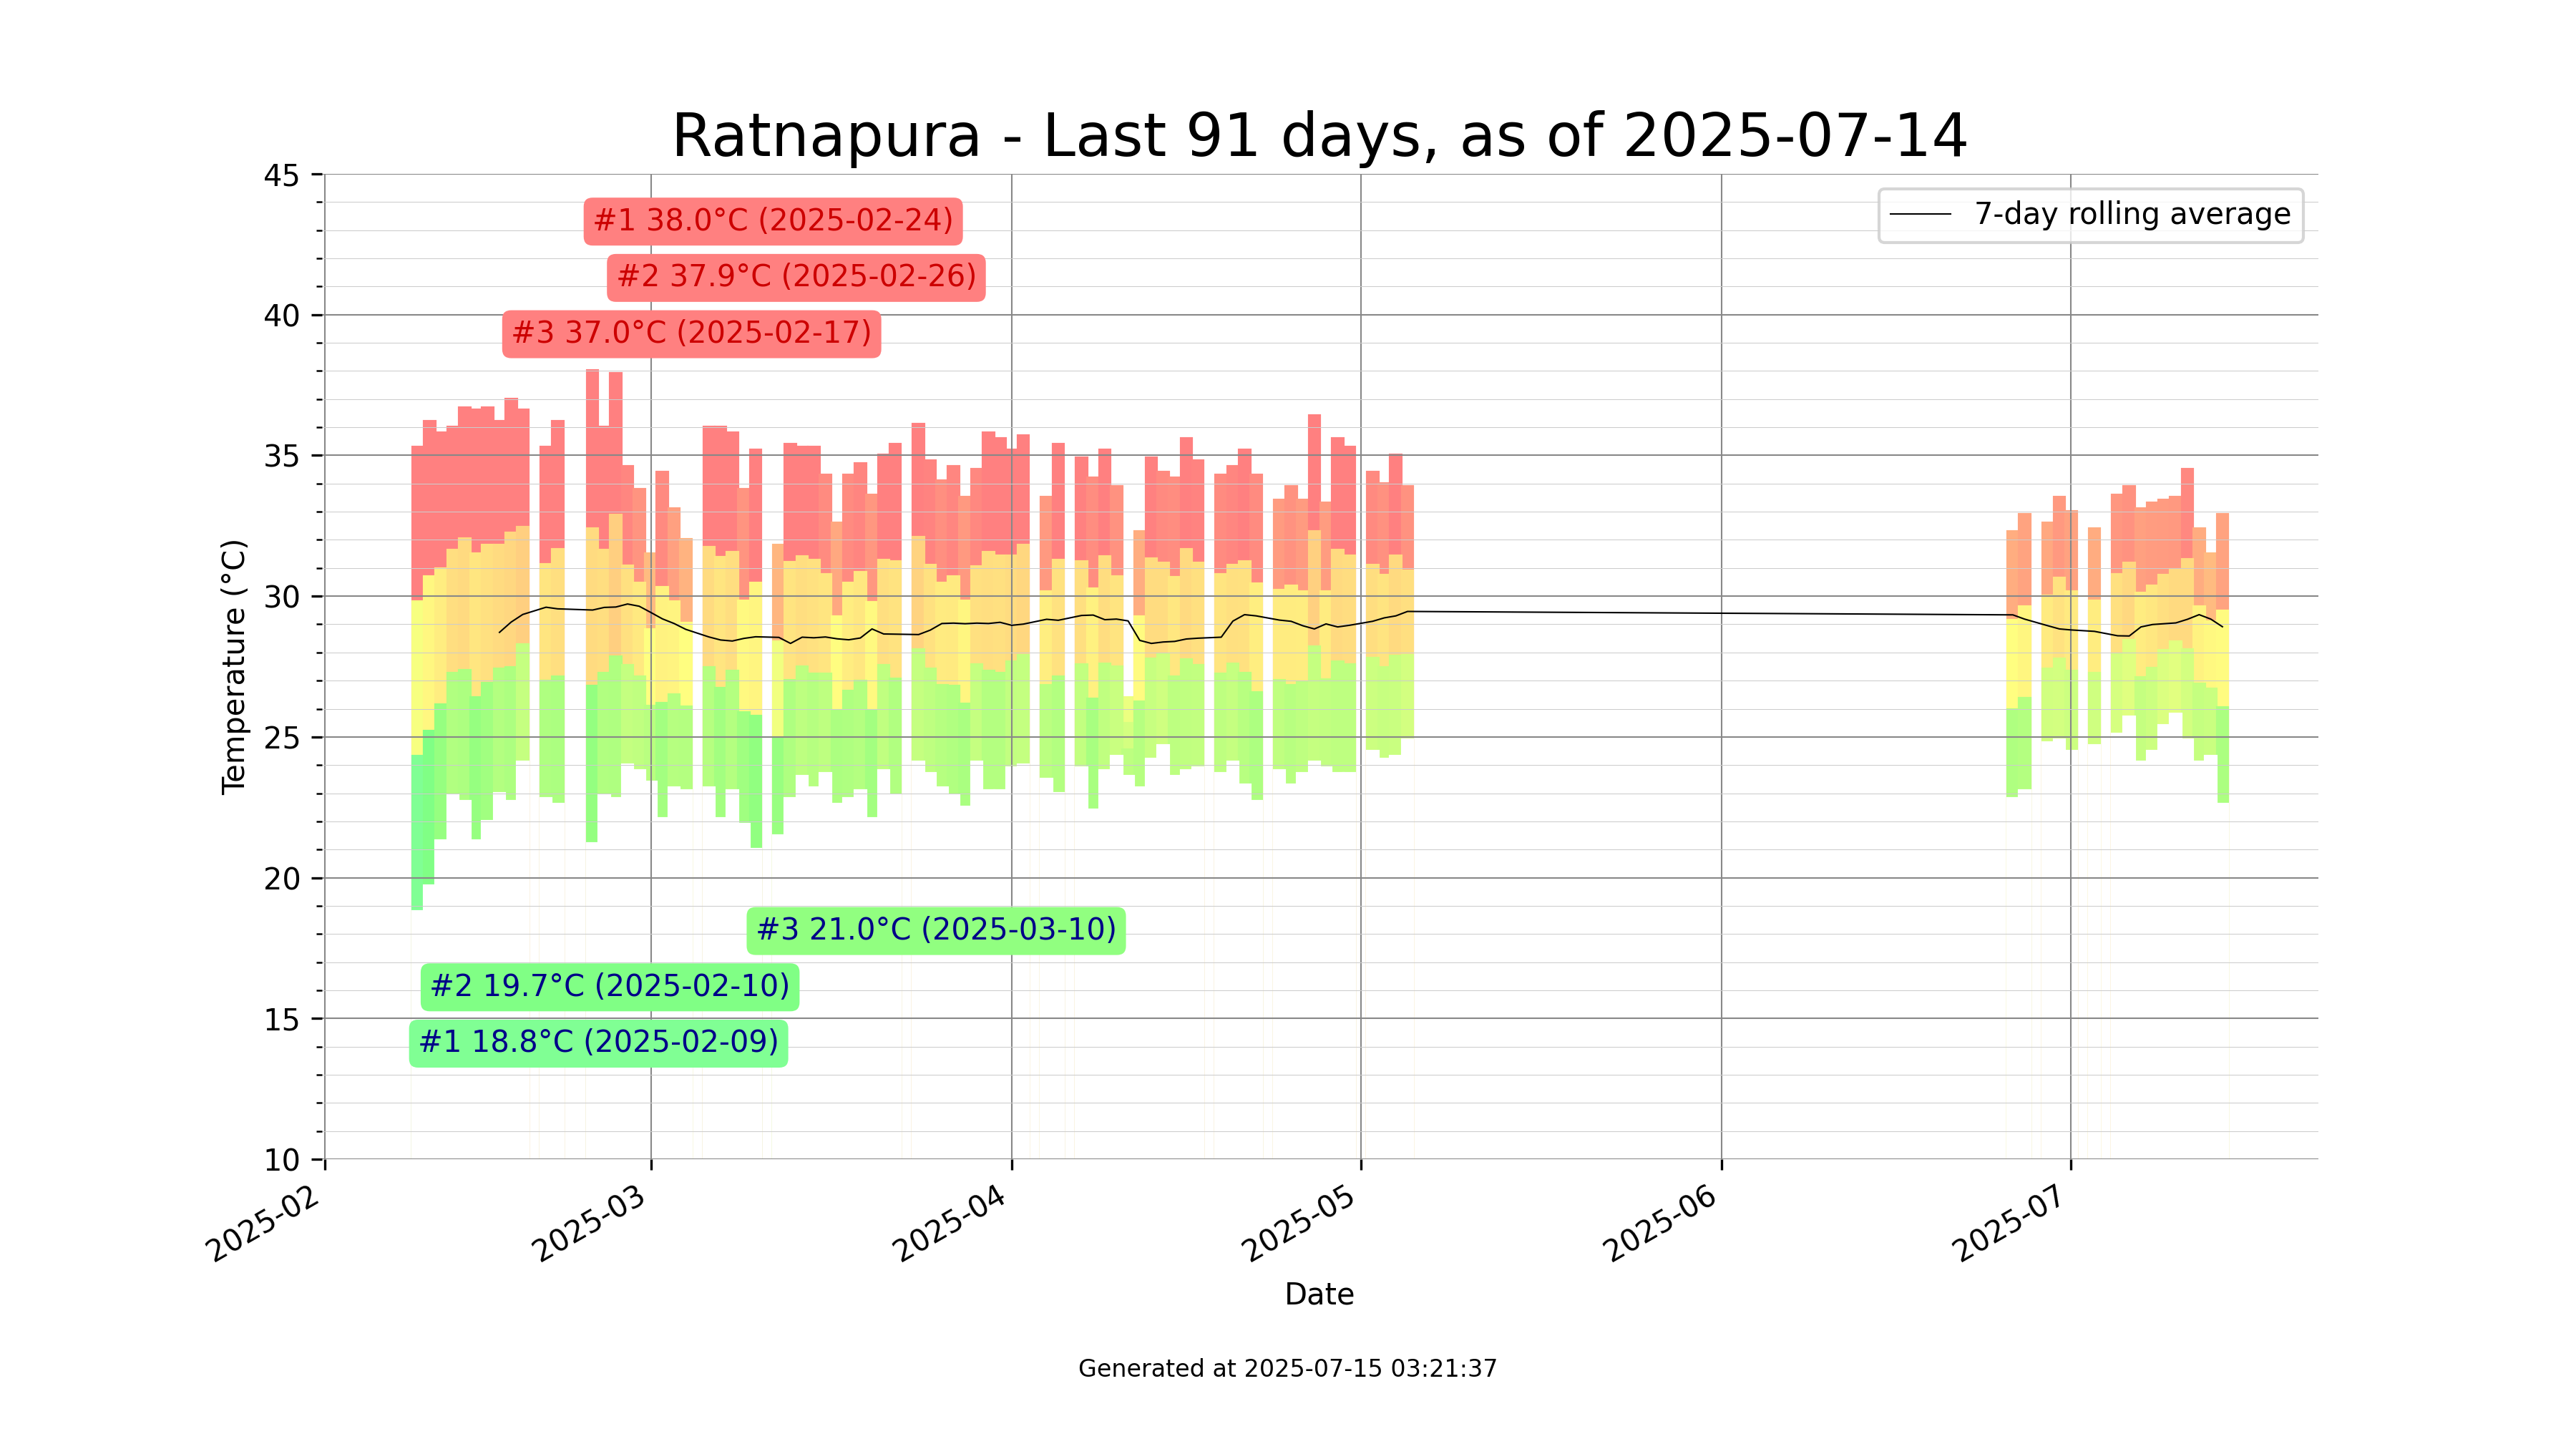 Ratnapura - Last 91 days, as of 2025-07-14
7-day rolling average
#1 38.0°C (2025-02-24)
#2 37.9°C (2025-02-26)
#3 37.0°C (2025-02-17)
45
40
35
30
25
20
15
10
Temperature (°C)
#3 21.0°C (2025-03-10)
#2 19.7°C (2025-02-10)
#1 18.8°C (2025-02-09)
2025-02
2025-03
2025-04
2025-05
2025-06
2025-07
Date
Generated at 2025-07-15 03:21:37